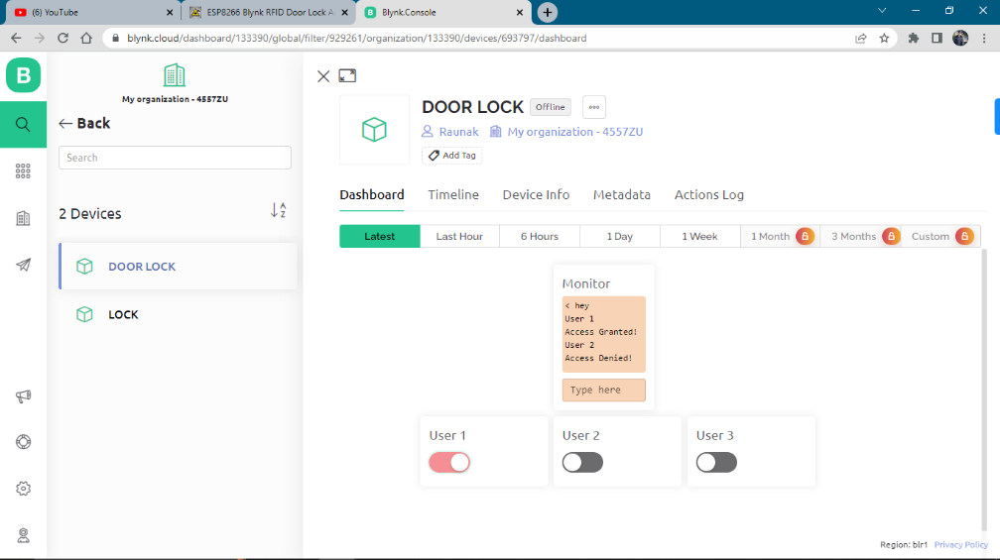 (6) YouTube
ESP8266 Blynk RFID Door Lock A
Blynk.Console
blynk.cloud/dashboard/133390/global/filter/929261/organization/133390/devices/693797/dashboard
B
My organization - 4557ZU
Back
Search
2 Devices
A
Z
DOOR LOCK
LOCK
DOOR LOCK
Offline
Raunak
My organization - 4557ZU
Add Tag
Dashboard
Timeline
Device Info
Metadata
Actions Log
Latest
Last Hour
6 Hours
1 Day
1 Week
1 Month
3 Months
Custom
Monitor
< hey
User 1
Access Granted!
User 2
Access Denied!
Type here
User 1
User 2
User 3
Region: blr1
Privacy Policy